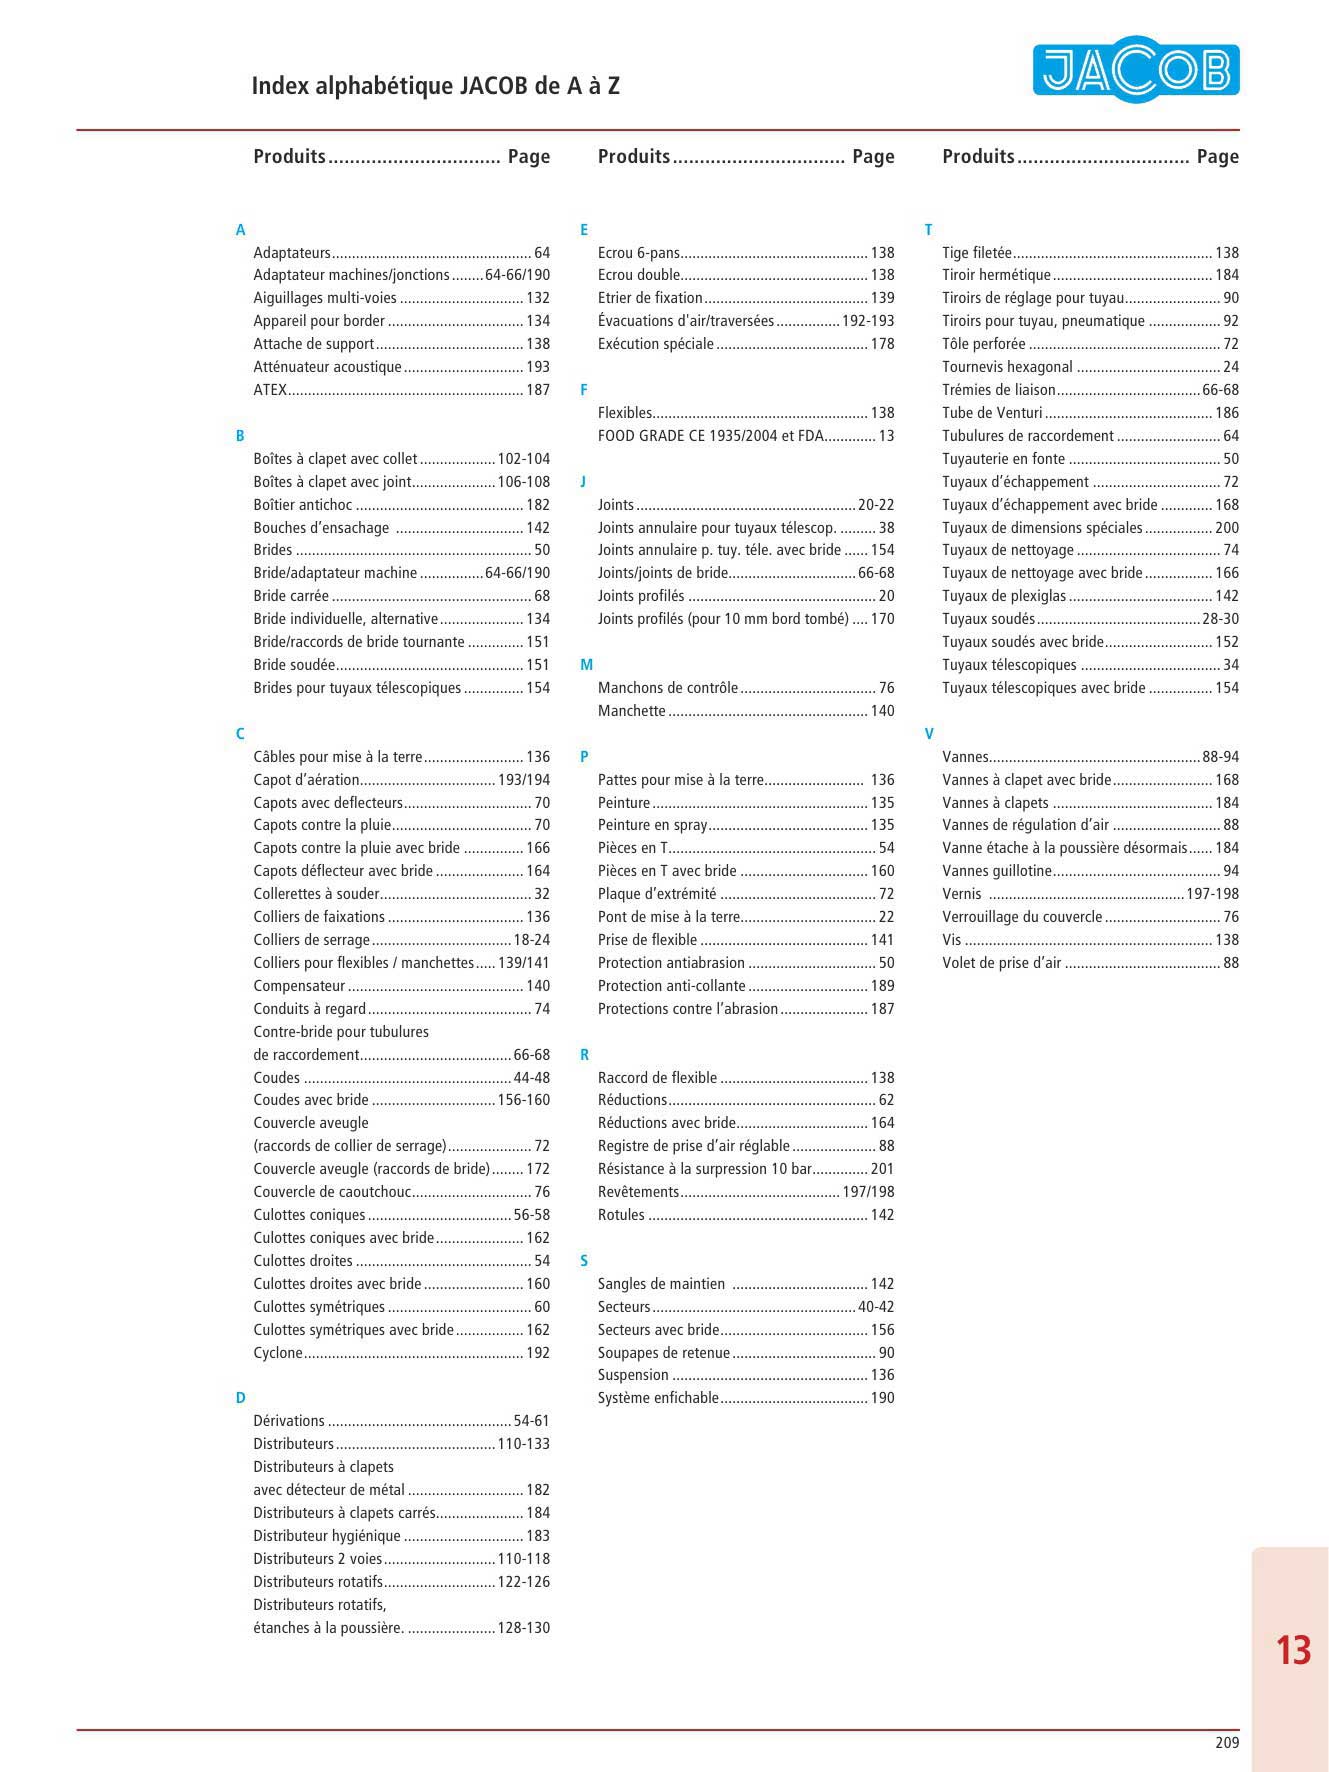 Index alphabétique JACOB de A à Z
JACOB
Produits................................ Page
A
Adaptateurs.................................................. 64
Adaptateur machines/jonctions........64-66/190
Aiguillages multi-voies ............................... 132
Appareil pour border .................................. 134
Attache de support..................................... 138
Atténuateur acoustique.............................. 193
ATEX........................................................... 187
B
Boîtes à clapet avec collet...................102-104
Boîtes à clapet avec joint.....................106-108
Boîtier antichoc .......................................... 182
Bouches d’ensachage ................................ 142
Brides ........................................................... 50
Bride/adaptateur machine................64-66/190
Bride carrée.................................................. 68
Bride individuelle, alternative..................... 134
Bride/raccords de bride tournante .............. 151
Bride soudée............................................... 151
Brides pour tuyaux télescopiques............... 154
C
Câbles pour mise à la terre......................... 136
Capot d’aération.................................. 193/194
Capots avec deflecteurs................................ 70
Capots contre la pluie................................... 70
Capots contre la pluie avec bride ............... 166
Capots déflecteur avec bride...................... 164
Collerettes à souder...................................... 32
Colliers de faixations .................................. 136
Colliers de serrage...................................18-24
Colliers pour flexibles / manchettes..... 139/141
Compensateur ............................................ 140
Conduits à regard......................................... 74
Contre-bride pour tubulures
de raccordement......................................66-68
Coudes ....................................................44-48
Coudes avec bride ...............................156-160
Couvercle aveugle
(raccords de collier de serrage)..................... 72
Couvercle aveugle (raccords de bride)........ 172
Couvercle de caoutchouc.............................. 76
Culottes coniques....................................56-58
Culottes coniques avec bride...................... 162
Culottes droites ............................................ 54
Culottes droites avec bride......................... 160
Culottes symétriques .................................... 60
Culottes symétriques avec bride................. 162
Cyclone....................................................... 192
D
Dérivations ..............................................54-61
Distributeurs........................................110-133
Distributeurs à clapets
avec détecteur de métal ............................. 182
Distributeurs à clapets carrés...................... 184
Distributeur hygiénique .............................. 183
Distributeurs 2 voies............................110-118
Distributeurs rotatifs............................122-126
Distributeurs rotatifs,
étanches à la poussière. ......................128-130
Produits................................ Page
E
Ecrou 6-pans............................................... 138
Ecrou double............................................... 138
Etrier de fixation......................................... 139
Évacuations d'air/traversées................192-193
Exécution spéciale...................................... 178
F
Flexibles...................................................... 138
FOOD GRADE CE 1935/2004 et FDA............. 13
J
Joints.......................................................20-22
Joints annulaire pour tuyaux télescop. ......... 38
Joints annulaire p. tuy. téle. avec bride ...... 154
Joints/joints de bride................................66-68
Joints profilés ............................................... 20
Joints profilés (pour 10 mm bord tombé) .... 170
M
Manchons de contrôle.................................. 76
Manchette.................................................. 140
P
Pattes pour mise à la terre......................... 136
Peinture...................................................... 135
Peinture en spray........................................ 135
Pièces en T.................................................... 54
Pièces en T avec bride ................................ 160
Plaque d’extrémité ....................................... 72
Pont de mise à la terre.................................. 22
Prise de flexible .......................................... 141
Protection antiabrasion ................................ 50
Protection anti-collante.............................. 189
Protections contre l’abrasion...................... 187
R
Raccord de flexible ..................................... 138
Réductions.................................................... 62
Réductions avec bride................................. 164
Registre de prise d’air réglable..................... 88
Résistance à la surpression 10 bar.............. 201
Revêtements........................................ 197/198
Rotules ....................................................... 142
S
Sangles de maintien .................................. 142
Secteurs...................................................40-42
Secteurs avec bride..................................... 156
Soupapes de retenue.................................... 90
Suspension ................................................. 136
Système enfichable..................................... 190
Produits................................ Page
T
Tige filetée.................................................. 138
Tiroir hermétique........................................ 184
Tiroirs de réglage pour tuyau........................ 90
Tiroirs pour tuyau, pneumatique .................. 92
Tôle perforée ................................................ 72
Tournevis hexagonal .................................... 24
Trémies de liaison....................................66-68
Tube de Venturi.......................................... 186
Tubulures de raccordement.......................... 64
Tuyauterie en fonte ...................................... 50
Tuyaux d’échappement ................................ 72
Tuyaux d’échappement avec bride............. 168
Tuyaux de dimensions spéciales................. 200
Tuyaux de nettoyage.................................... 74
Tuyaux de nettoyage avec bride................. 166
Tuyaux de plexiglas.................................... 142
Tuyaux soudés.........................................28-30
Tuyaux soudés avec bride........................... 152
Tuyaux télescopiques ................................... 34
Tuyaux télescopiques avec bride ................ 154
V
Vannes.....................................................88-94
Vannes à clapet avec bride......................... 168
Vannes à clapets ........................................ 184
Vannes de régulation d’air ........................... 88
Vanne étache à la poussière désormais...... 184
Vannes guillotine.......................................... 94
Vernis .................................................197-198
Verrouillage du couvercle............................. 76
Vis .............................................................. 138
Volet de prise d’air ....................................... 88
13
209